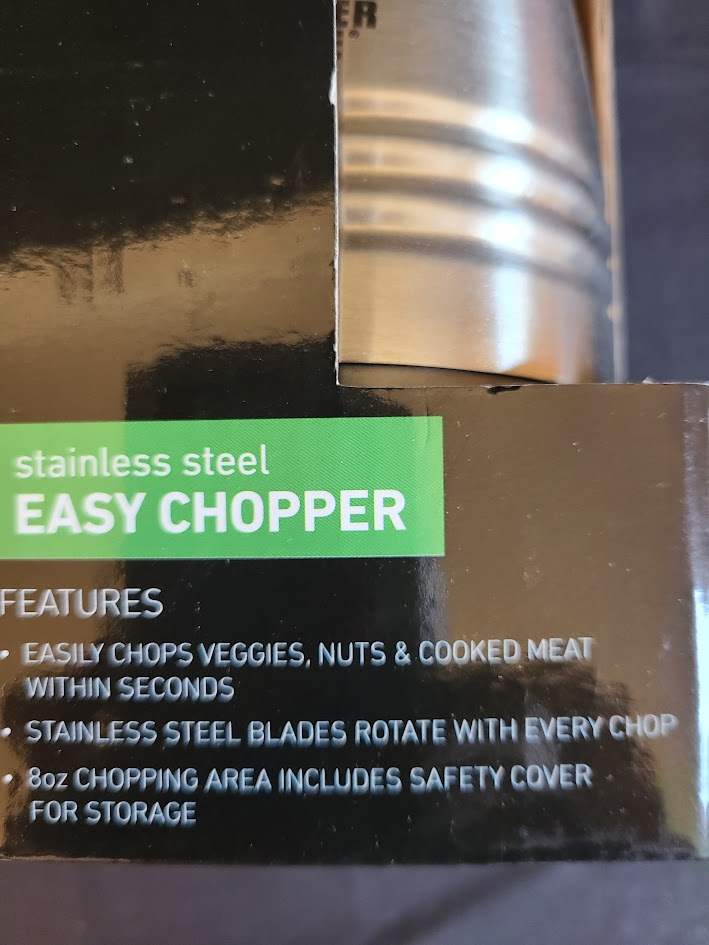 stainless steel
EASY CHOPPER
FEATURES
• EASILY CHOPS VEGGIES, NUTS & COOKED MEAT
WITHIN SECONDS
• STAINLESS STEEL BLADES ROTATE WITH EVERY CHOP
• 8oz CHOPPING AREA INCLUDES SAFETY COVER
FOR STORAGE